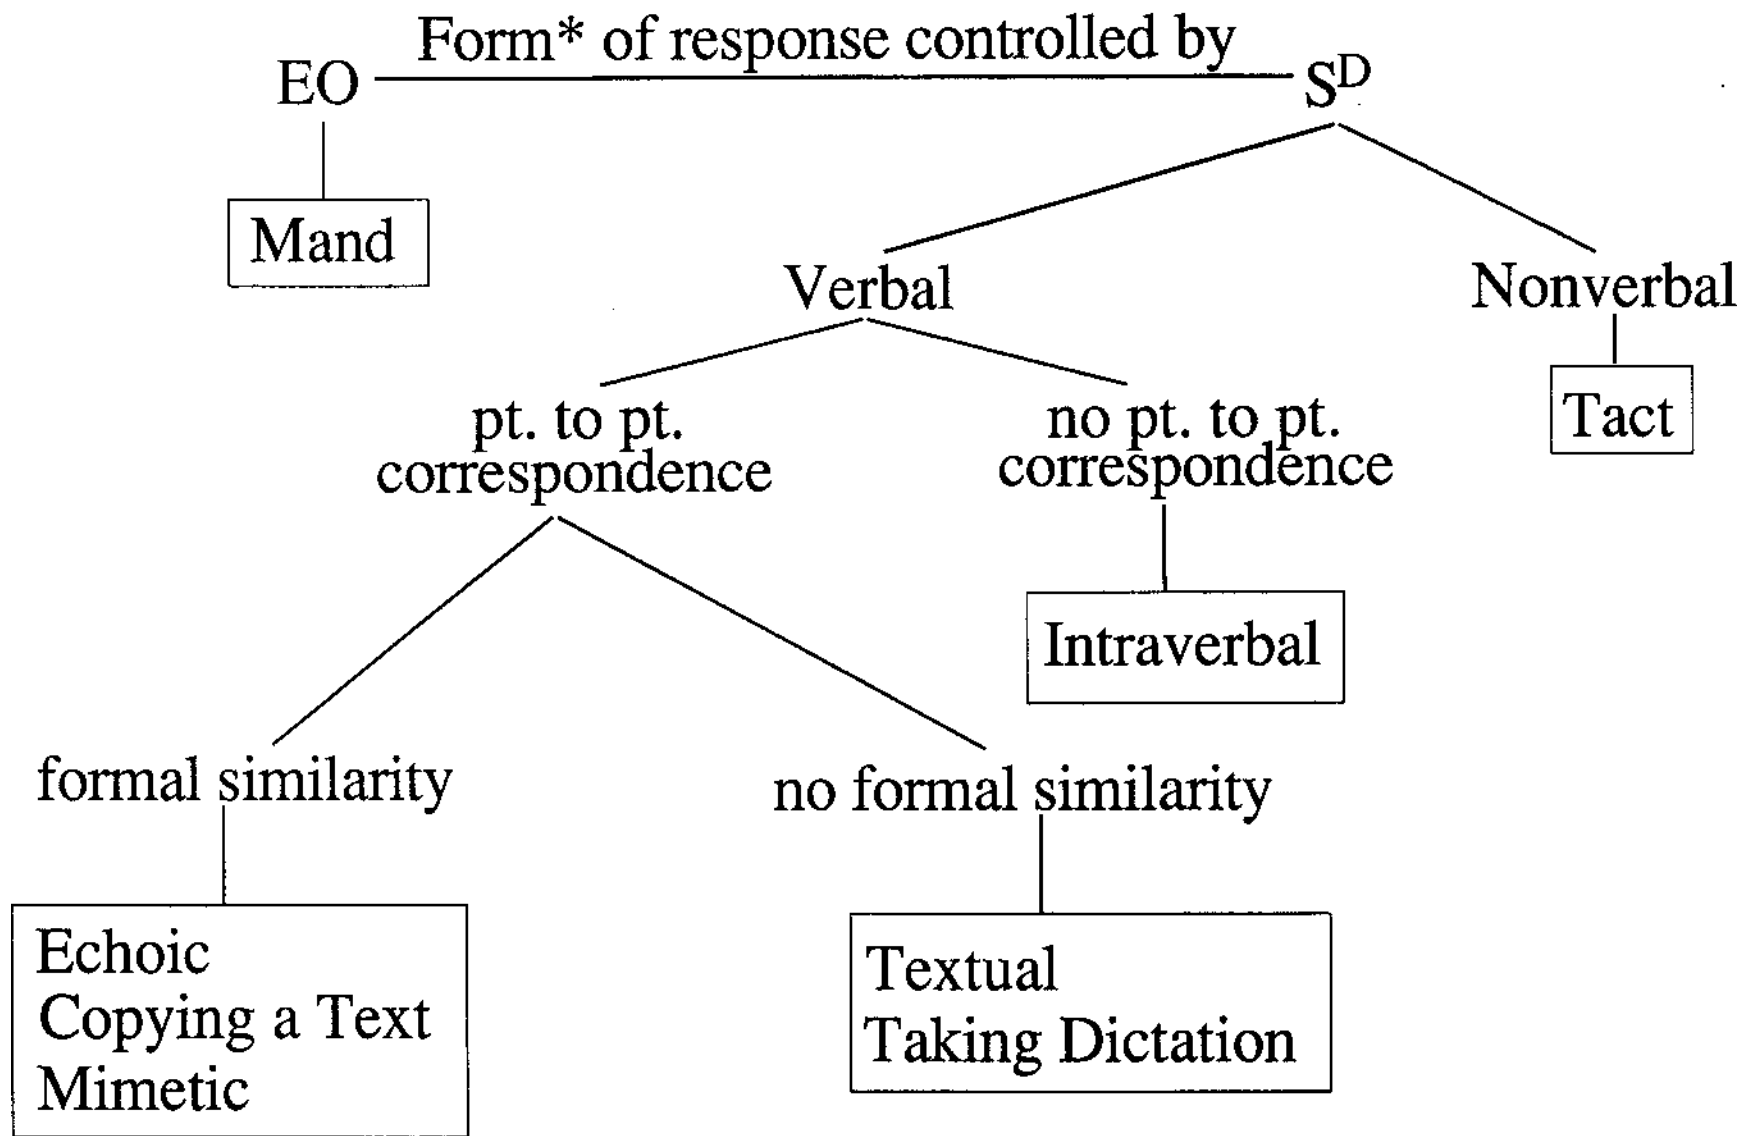 Form* of response controlled by
EO
S^D
Mand
Verbal
Nonverbal
pt. to pt.
correspondence
no pt. to pt.
correspondence
Tact
Intraverbal
formal similarity
no formal similarity
Echoic
Copying a Text
Mimetic
Textual
Taking Dictation